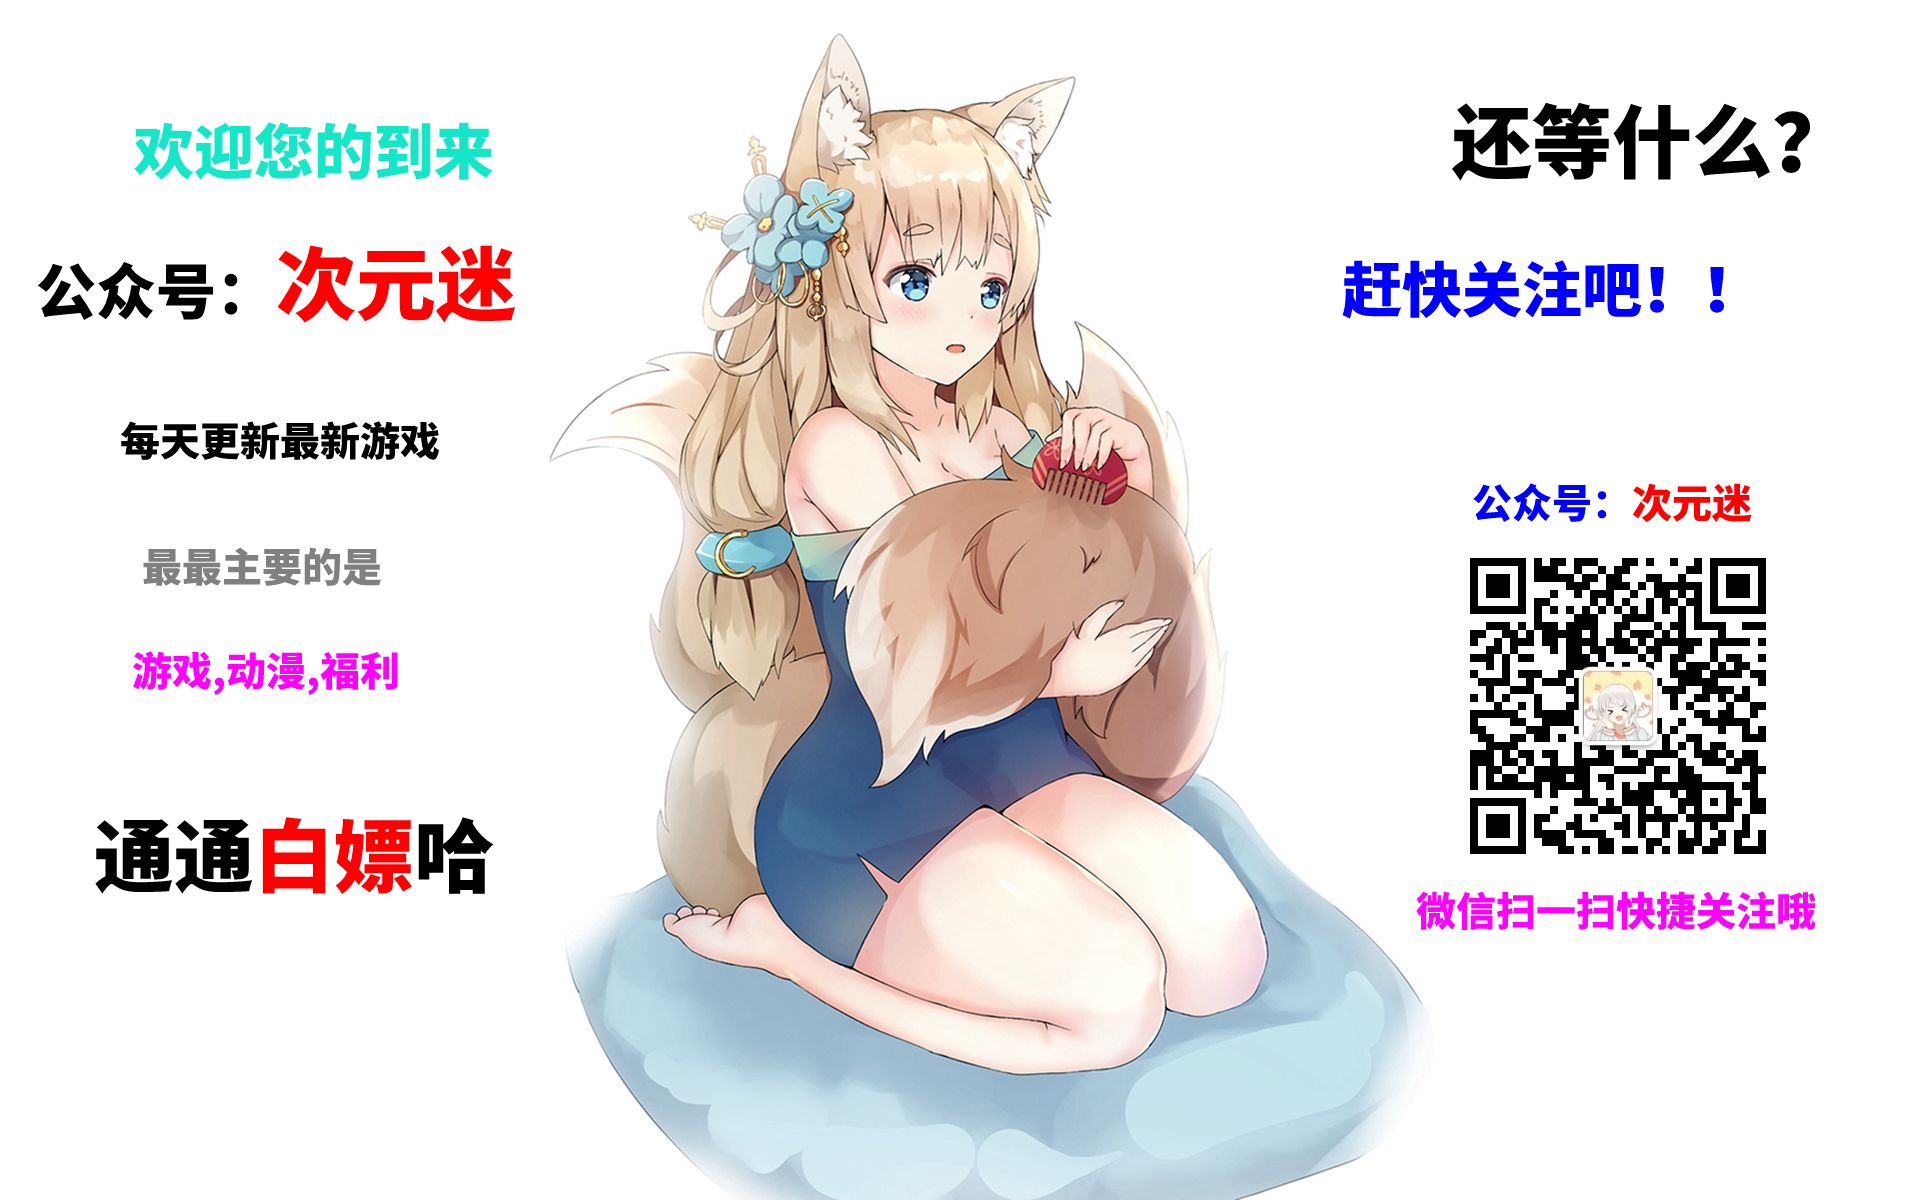 欢迎您的到来
公众号：次元迷
每天更新最新游戏
最最主要的是
游戏,动漫,福利
通通白嫖哈
还等什么？
赶快关注吧！！
公众号：次元迷
微信扫一扫快捷关注哦